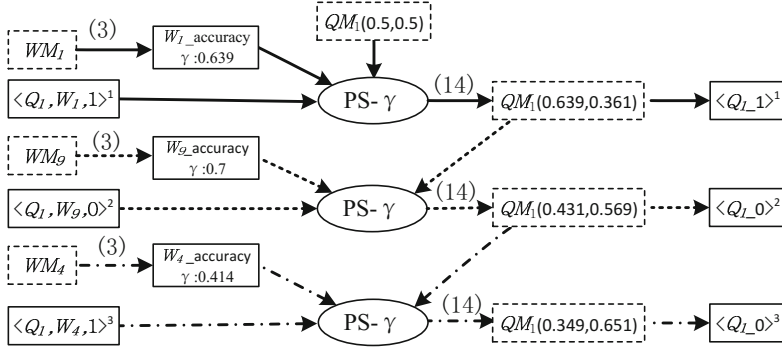 QM₁(0.5,0.5)
(3)
WM₁
W₁_accuracy
γ :0.639
<Q₁,W₁,1>¹
PS- γ
(14)
QM₁(0.639,0.361)
<Q₁_1>¹
(3)
WM₉
W₉_accuracy
γ :0.7
<Q₁,W₉,0>²
PS- γ
(14)
QM₁(0.431,0.569)
<Q₁_0>²
(3)
WM₄
W₄_accuracy
γ :0.414
<Q₁,W₄,1>³
PS- γ
(14)
QM₁(0.349,0.651)
<Q₁_0>³